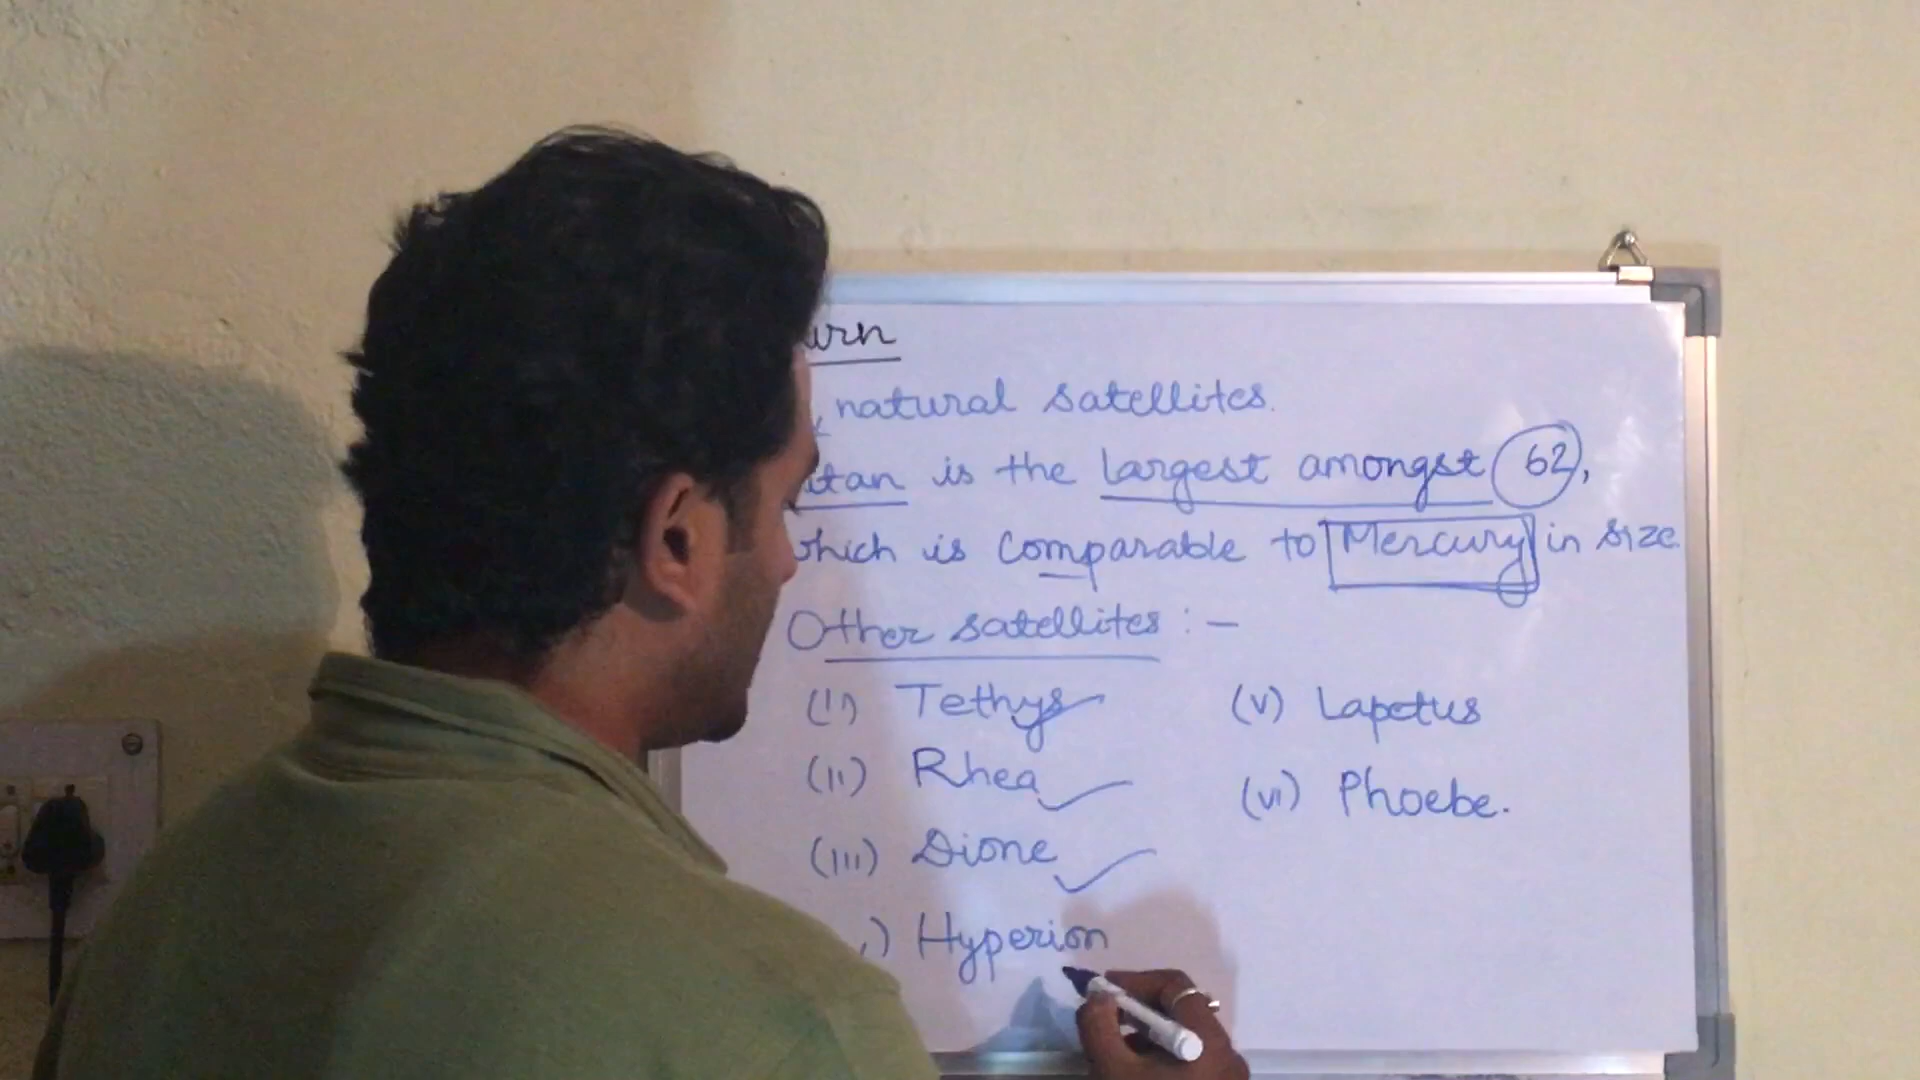 urn
natural satellites.
itan is the largest amongst 62,
which is comparable to Mercury in size.
Other satellites :-
(i) Tethys (v) Lapetus
(ii) Rhea (vi) Phoebe.
(iii) Dione
) Hyperion